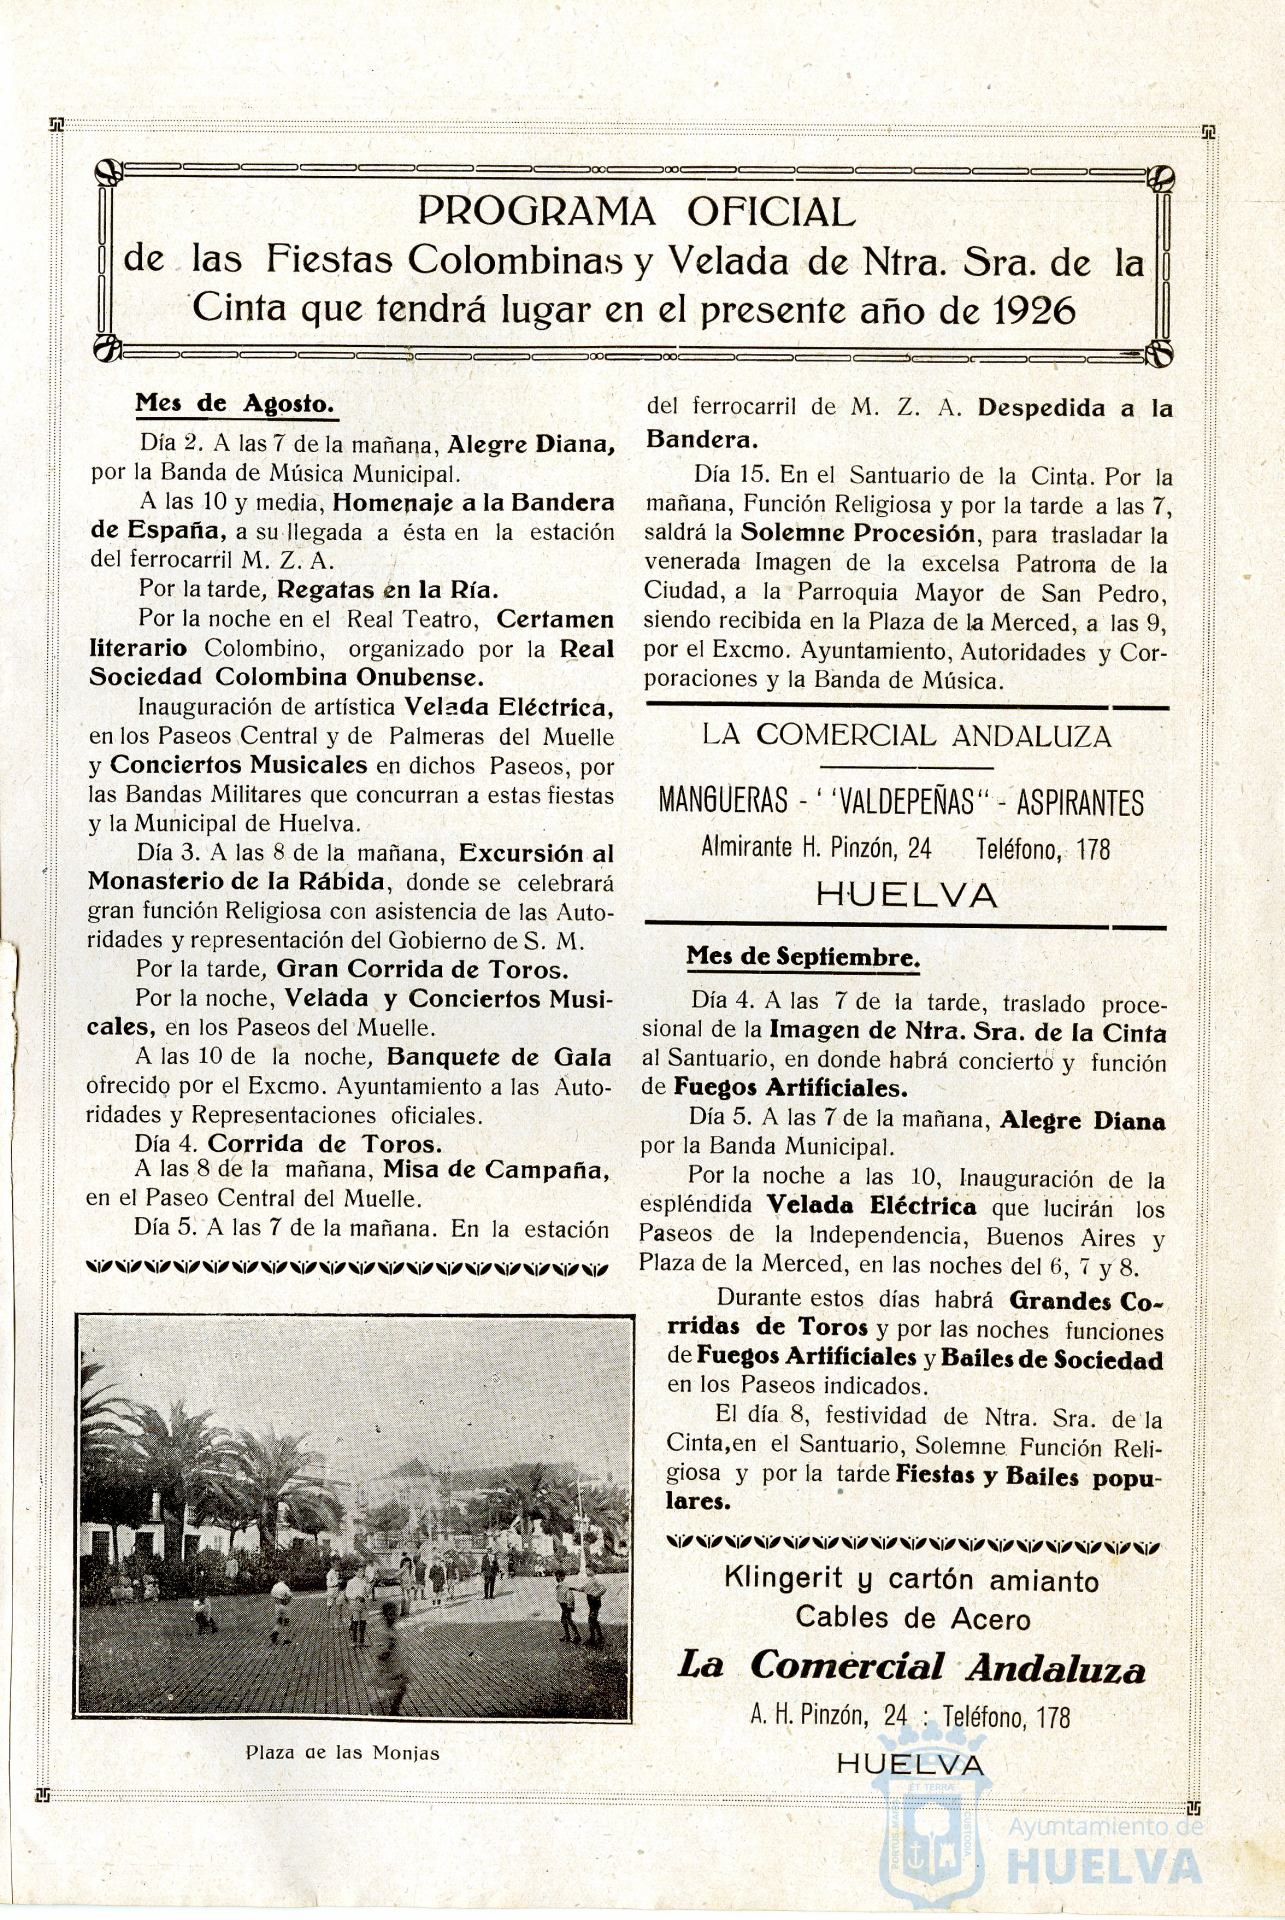 PROGRAMA OFICIAL
de las Fiestas Colombinas y Velada de Ntra. Sra. de la
Cinta que tendrá lugar en el presente año de 1926
Mes de Agosto.
Día 2. A las 7 de la mañana, Alegre Diana,
por la Banda de Música Municipal.
A las 10 y media, Homenaje a la Bandera
de España, a su llegada a ésta en la estación
del ferrocarril M. Z. A.
Por la tarde, Regatas en la Ría.
Por la noche en el Real Teatro, Certamen
literario Colombino, organizado por la Real
Sociedad Colombina Onubense.
Inauguración de artística Velada Eléctrica,
en los Paseos Central y de Palmeras del Muelle
y Conciertos Musicales en dichos Paseos, por
las Bandas Militares que concurran a estas fiestas
y la Municipal de Huelva.
Día 3. A las 8 de la mañana, Excursión al
Monasterio de la Rábida, donde se celebrará
gran función Religiosa con asistencia de las Auto-
ridades y representación del Gobierno de S. M.
Por la tarde, Gran Corrida de Toros.
Por la noche, Velada y Conciertos Musi-
cales, en los Paseos del Muelle.
A las 10 de la noche, Banquete de Gala
ofrecido por el Excmo. Ayuntamiento a las Auto-
ridades y Representaciones oficiales.
Día 4. Corrida de Toros.
A las 8 de la mañana, Misa de Campaña,
en el Paseo Central del Muelle.
Día 5. A las 7 de la mañana. En la estación
Plaza de las Monjas
del ferrocarril de M. Z. A. Despedida a la
Bandera.
Día 15. En el Santuario de la Cinta. Por la
mañana, Función Religiosa y por la tarde a las 7,
saldrá la Solemne Procesión, para trasladar la
venerada Imagen de la excelsa Patrona de la
Ciudad, a la Parroquia Mayor de San Pedro,
siendo recibida en la Plaza de la Merced, a las 9,
por el Excmo. Ayuntamiento, Autoridades y Cor-
poraciones y la Banda de Música.
LA COMERCIAL ANDALUZA
MANGUERAS - ‘ ‘VALDEPEÑAS“ - ASPIRANTES
Almirante H. Pinzón, 24 Teléfono, 178
HUELVA
Mes de Septiembre.
Día 4. A las 7 de la tarde, traslado proce-
sional de la Imagen de Ntra. Sra. de la Cinta
al Santuario, en donde habrá concierto y función
de Fuegos Artificiales.
Día 5. A las 7 de la mañana, Alegre Diana
por la Banda Municipal.
Por la noche a las 10, Inauguración de la
espléndida Velada Eléctrica que lucirán los
Paseos de la Independencia, Buenos Aires y
Plaza de la Merced, en las noches del 6, 7 y 8.
Durante estos días habrá Grandes Co-
rridas de Toros y por las noches funciones
de Fuegos Artificiales y Bailes de Sociedad
en los Paseos indicados.
El día 8, festividad de Ntra. Sra. de la
Cinta,en el Santuario, Solemne Función Reli-
giosa y por la tarde Fiestas y Bailes popu-
lares.
Klingerit y cartón amianto
Cables de Acero
La Comercial Andaluza
A. H. Pinzón, 24 : Teléfono, 178
HUELVA
PORTUS MARIS
ET TERRÆ
CUSTODIA
Ayuntamiento de
HUELVA